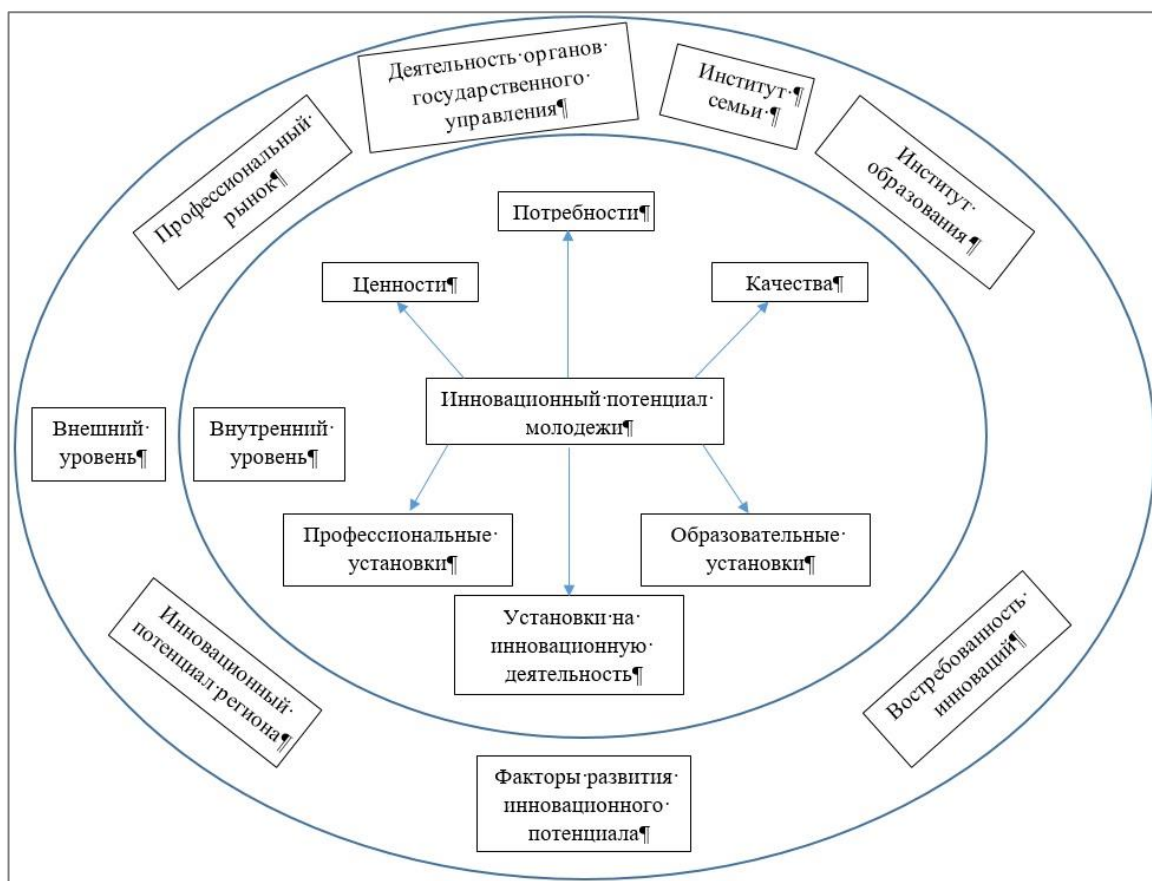 Деятельность·органов·
государственного·
управления¶
Институт·¶
семьи·¶
Профессиональный·
рынок¶
Институт·
образования¶
Потребности¶
Ценности¶
Качества¶
Инновационный·потенциал·
молодежи¶
Внешний·
уровень¶
Внутренний·
уровень¶
Профессиональные·
установки¶
Образовательные·
установки¶
Установки·на·
инновационную·
деятельность¶
Инновационный·
потенциал·региона¶
Востребованность·
инноваций¶
Факторы·развития·
инновационного·
потенциала¶